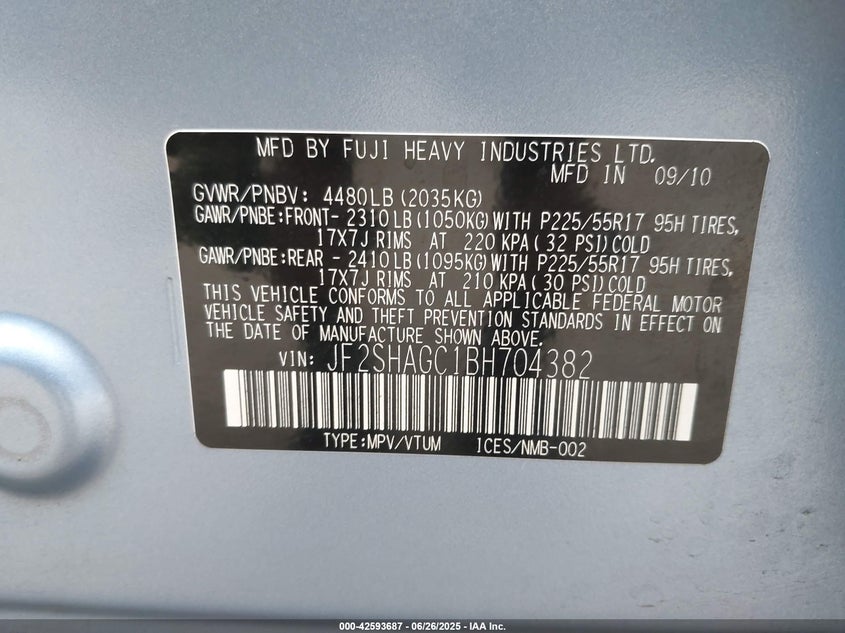 MFD BY FUJI HEAVY INDUSTRIES LTD.
MFD IN 09/10
GVWR/PNBV: 4480LB (2035KG)
GAWR/PNBE:FRONT- 2310 LB (1050KG) WITH P225/55R17 95H TIRES,
17X7J RIMS AT 220 KPA ( 32 PSI) COLD
GAWR/PNBE:REAR - 2410 LB (1095KG) WITH P225/55R17 95H TIRES,
17X7J RIMS AT 210 KPA ( 30 PSI) COLD
THIS VEHICLE CONFORMS TO ALL APPLICABLE FEDERAL MOTOR
VEHICLE SAFETY AND THEFT PREVENTION STANDARDS IN EFFECT ON
THE DATE OF MANUFACTURE SHOWN ABOVE.
VIN: JF2SHAGC1BH704382
TYPE:MPV/VTUM ICES/NMB-002
000-42593687 - 06/26/2025 - IAA Inc.